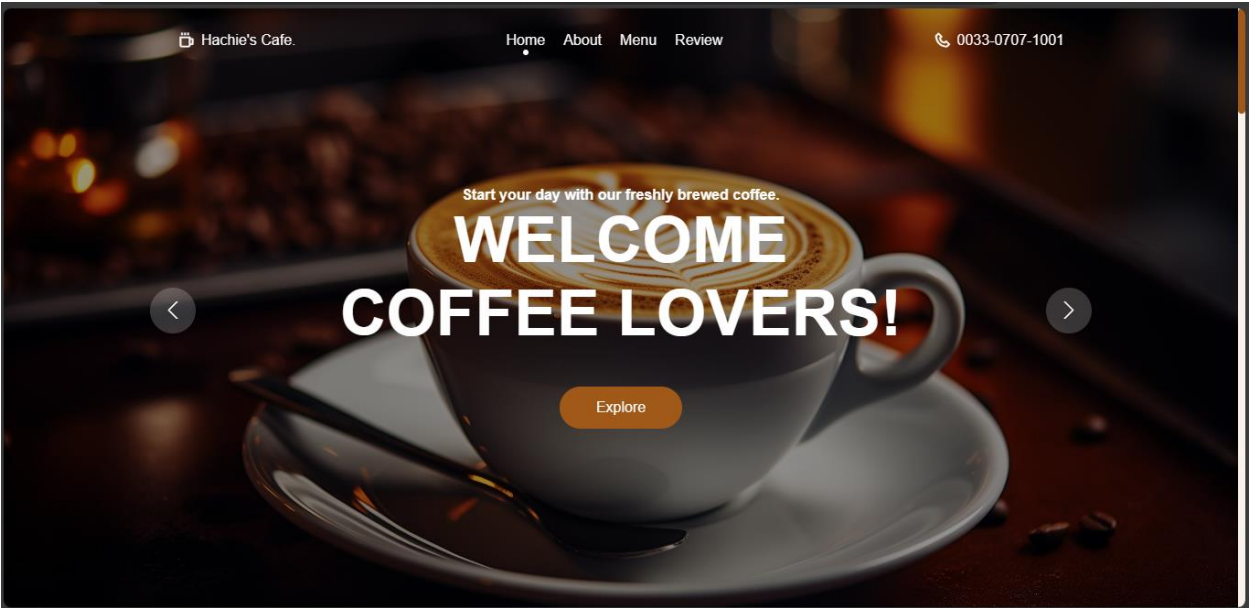 Hachie's Cafe.
Home About Menu Review
0033-0707-1001
Start your day with our freshly brewed coffee.
WELCOME
COFFEE LOVERS!
Explore